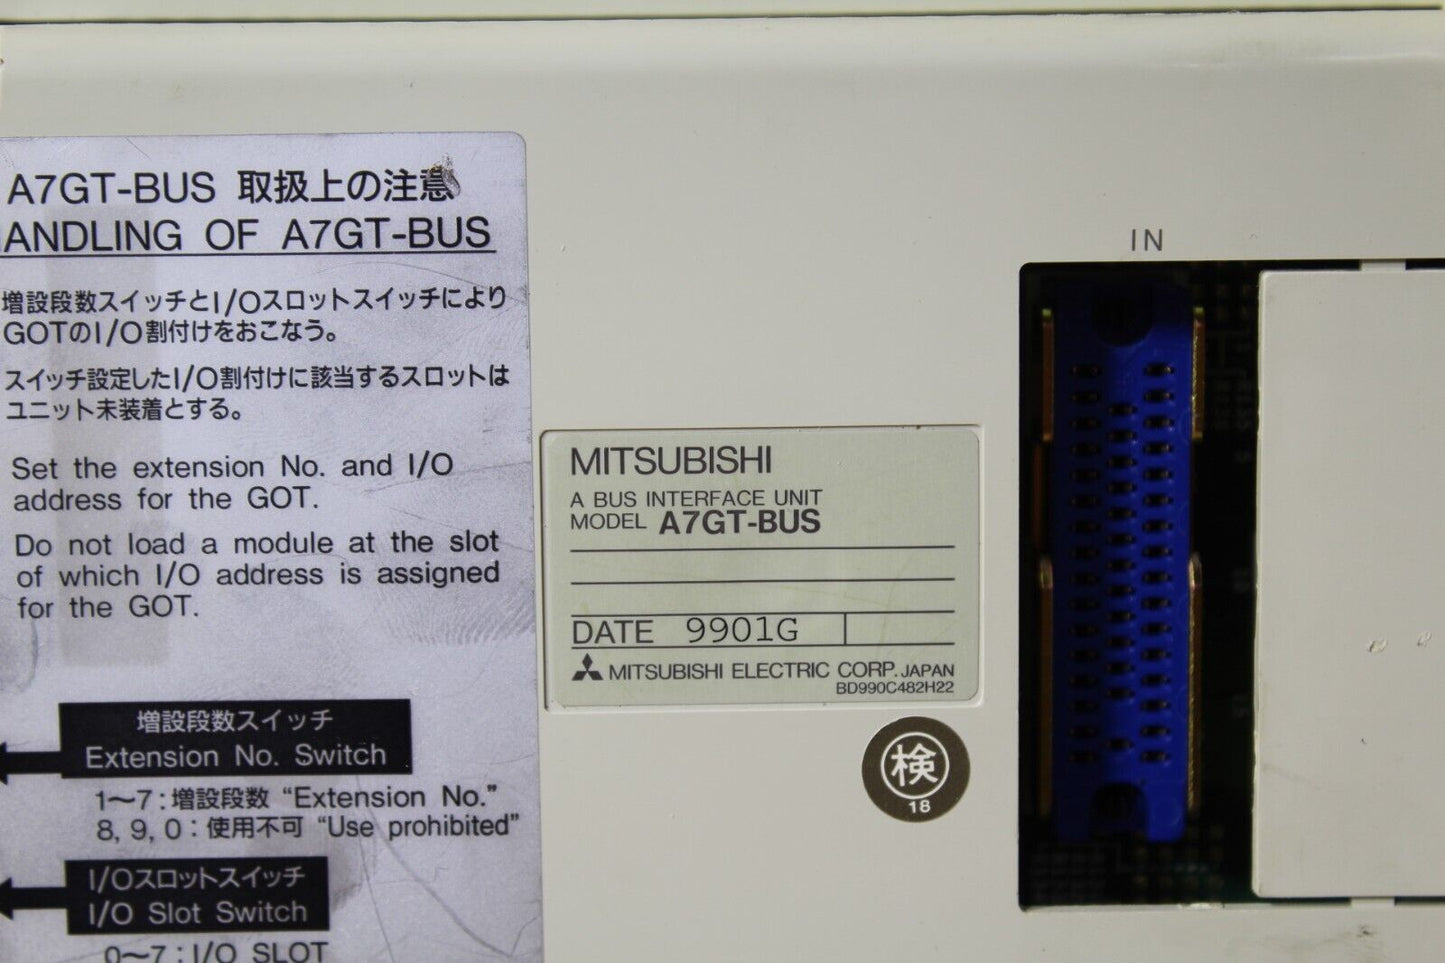 A7GT-BUS 取扱上の注意
HANDLING OF A7GT-BUS
増設段数スイッチとI/Oスロットスイッチにより
GOTのI/O割付けをおこなう。
スイッチ設定したI/O割付けに該当するスロットは
ユニット未装着とする。
Set the extension No. and I/O
address for the GOT.
Do not load a module at the slot
of which I/O address is assigned
for the GOT.
増設段数スイッチ
Extension No. Switch
1～7：増設段数 “Extension No.”
8, 9, 0：使用不可 “Use prohibited”
I/Oスロットスイッチ
I/O Slot Switch
0～7：I/O SLOT
MITSUBISHI
A BUS INTERFACE UNIT
MODEL A7GT-BUS
DATE 9901G
MITSUBISHI ELECTRIC CORP. JAPAN
BD990C482H22
検
18
IN